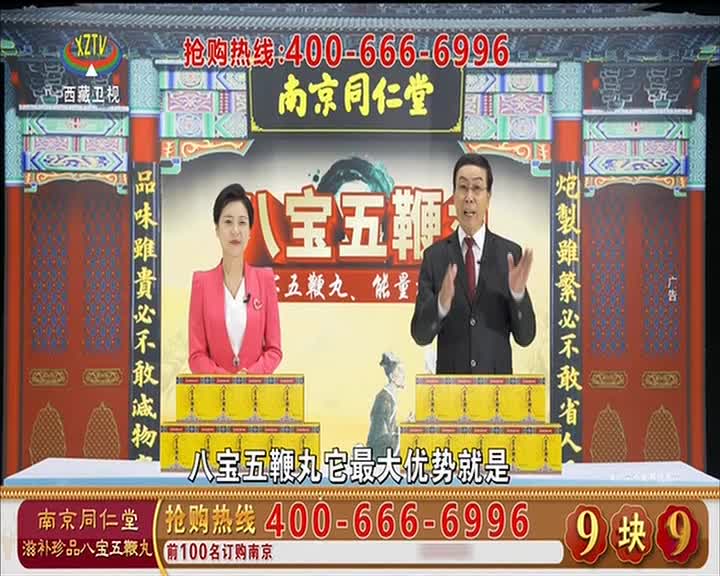 XZTV
西藏卫视
抢购热线:400-666-6996
南京同仁堂
品味雖貴必不敢减物
炮製雖繁必不敢省人
八宝五鞭
五鞭丸、能量
广告
八宝五鞭丸它最大优势就是
南京同仁堂
滋补珍品八宝五鞭丸
抢购热线 400-666-6996
前100名订购南京
9块9